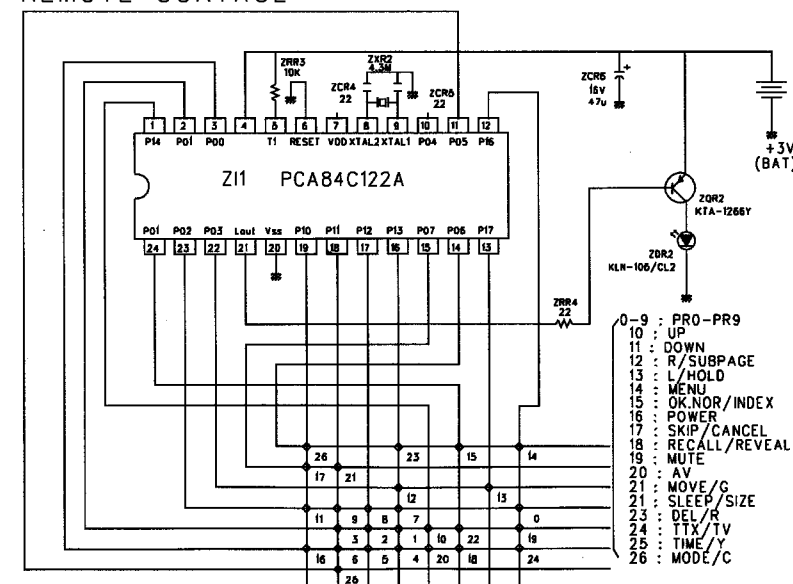 REMOTE CONTROL
ZRR3
10K
ZXR2
4.3M
ZCR4
22
ZCR5
22
ZCR6
16V
47u
+
1 2 3 4 5 6 7 8 9 10 11 12
P14 P01 P00 T1 RESET VDD XTAL2 XTAL1 P04 P05 P16
ZI1 PCA84C122A
P01 P02 P03 Lout Vss P10 P11 P12 P13 P07 P06 P17
24 23 22 21 20 19 18 17 16 15 14 13
+3V
(BAT)
ZQR2
KTA-1266Y
ZDR2
KLN-106/CL2
ZRR4
22
0-9 : PR0-PR9
10 : UP
11 : DOWN
12 : R/SUBPAGE
13 : L/HOLD
14 : MENU
15 : OK.NOR/INDEX
16 : POWER
17 : SKIP/CANCEL
18 : RECALL/REVEAL
19 : MUTE
20 : AV
21 : MOVE/G
21 : SLEEP/SIZE
23 : DEL/R
24 : TTX/TV
25 : TIME/Y
26 : MODE/C
26 23 15 14
17 21
12 13
11 9 8 7 0
3 2 1 10 22 19
16 6 5 4 20 18 24
26